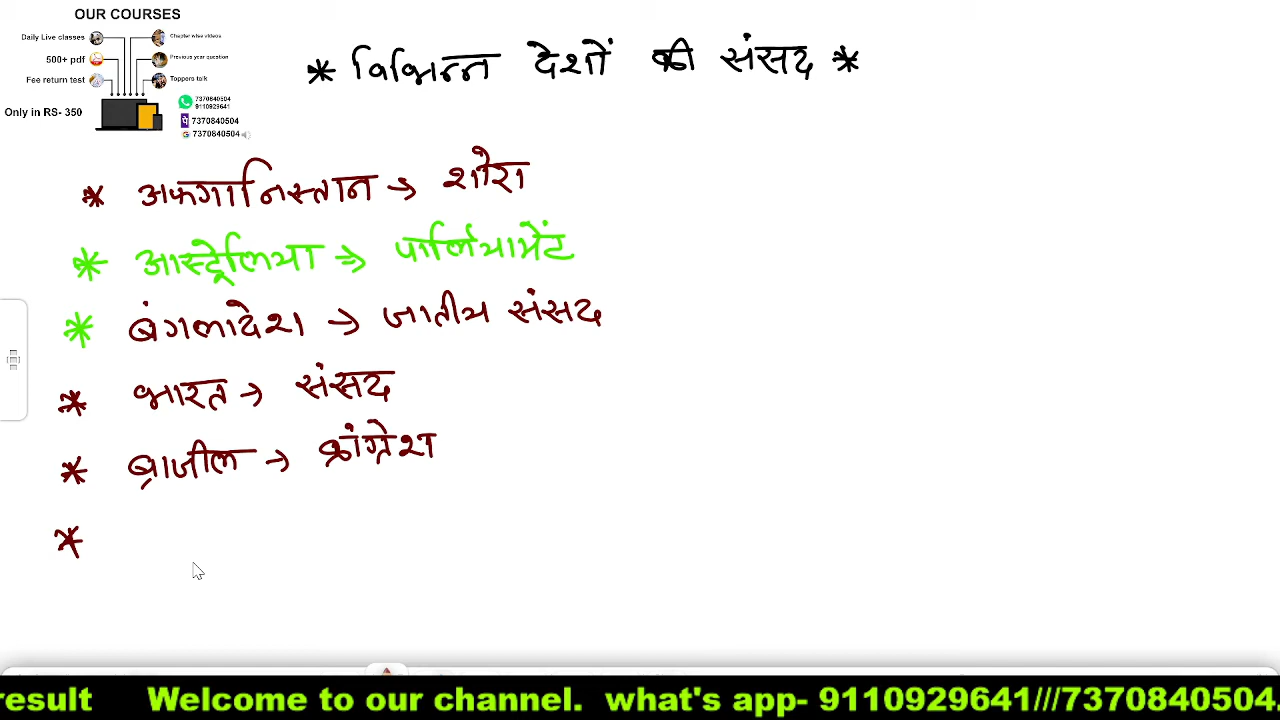 OUR COURSES
Daily Live classes
Chapter wise videos
500+ pdf
Previous year question
Fee return test
Toppers talk
Only in RS- 350
7370840504
9110929641
7370840504
7370840504
* विभिन्न देशों की संसद *
* अफगानिस्तान → शोरा
* आस्ट्रेलिया → पार्लियामेंट
* बंगलादेश → जातीय संसद
* भारत → संसद
* ब्राजील → कांग्रेश
*
result Welcome to our channel. what's app- 9110929641///7370840504.